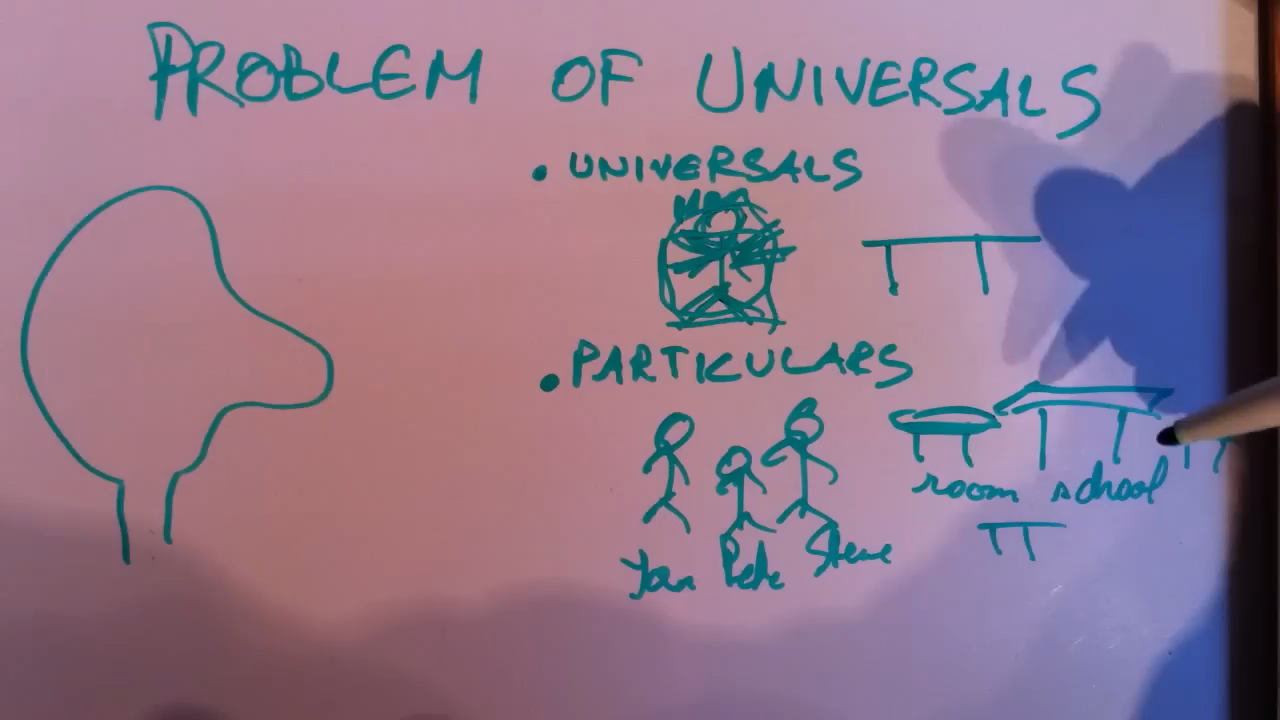 PROBLEM OF UNIVERSALS
• UNIVERSALS
• PARTICULARS
room school
Pete Steve